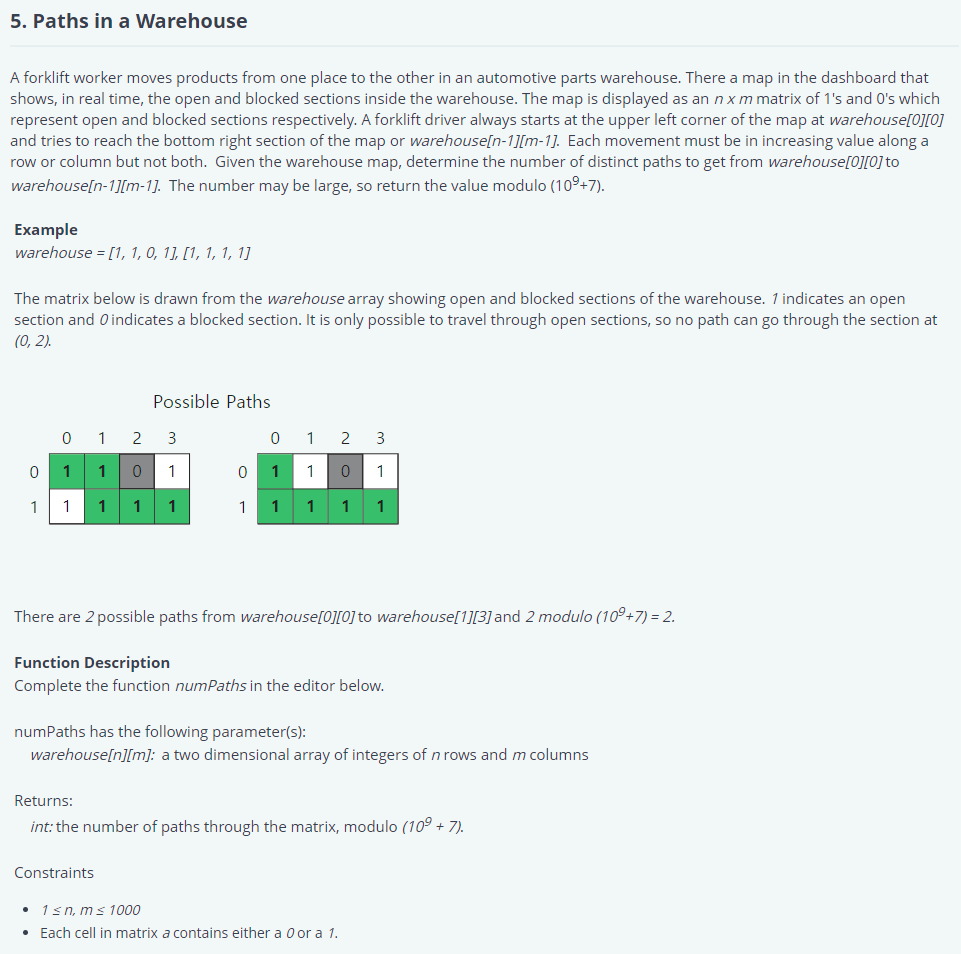 5. Paths in a Warehouse
A forklift worker moves products from one place to the other in an automotive parts warehouse. There a map in the dashboard that
shows, in real time, the open and blocked sections inside the warehouse. The map is displayed as an n x m matrix of 1's and 0's which
represent open and blocked sections respectively. A forklift driver always starts at the upper left corner of the map at warehouse[0][0]
and tries to reach the bottom right section of the map or warehouse[n-1][m-1]. Each movement must be in increasing value along a
row or column but not both. Given the warehouse map, determine the number of distinct paths to get from warehouse[0][0] to
warehouse[n-1][m-1]. The number may be large, so return the value modulo (10⁹+7).
Example
warehouse = [1, 1, 0, 1], [1, 1, 1, 1]
The matrix below is drawn from the warehouse array showing open and blocked sections of the warehouse. 1 indicates an open
section and 0 indicates a blocked section. It is only possible to travel through open sections, so no path can go through the section at
(0, 2).
Possible Paths
0 1 2 3 0 1 2 3
0 1 1 0 1 0 1 1 0 1
1 1 1 1 1 1 1 1 1 1
There are 2 possible paths from warehouse[0][0] to warehouse[1][3] and 2 modulo (10⁹+7) = 2.
Function Description
Complete the function numPaths in the editor below.
numPaths has the following parameter(s):
warehouse[n][m]: a two dimensional array of integers of n rows and m columns
Returns:
int: the number of paths through the matrix, modulo (10⁹ + 7).
Constraints
• 1 ≤ n, m ≤ 1000
• Each cell in matrix a contains either a 0 or a 1.